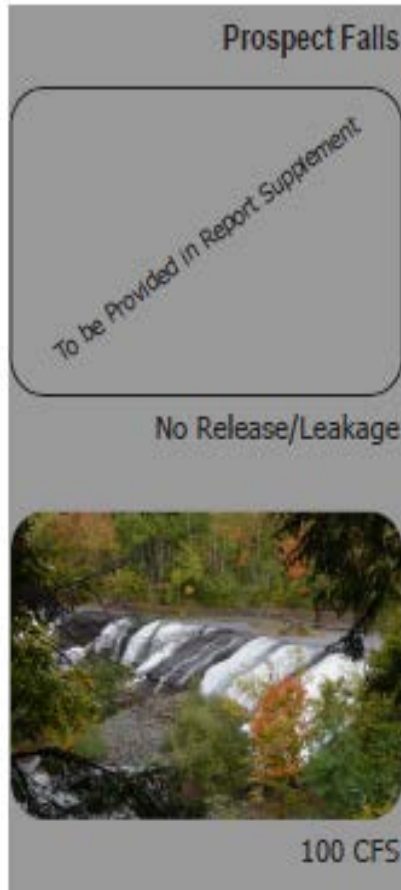 Prospect Falls
To be Provided in Report Supplement
No Release/Leakage
100 CFS